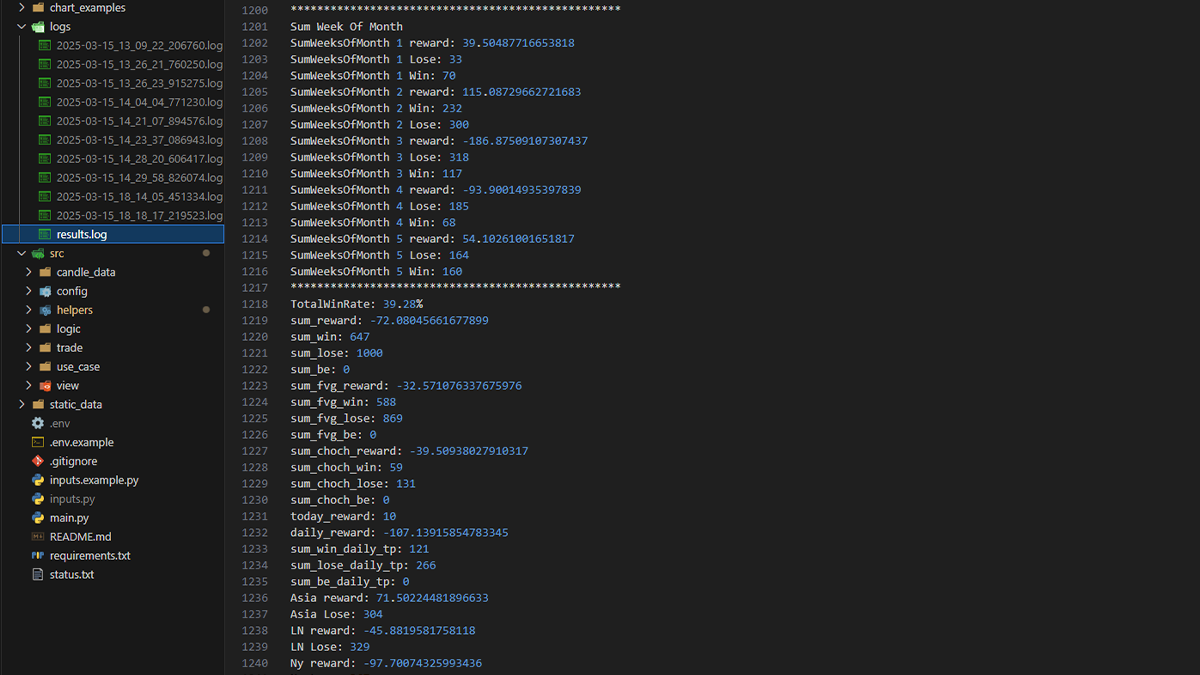 chart_examples
logs
2025-03-15_13_09_22_206760.log
2025-03-15_13_26_21_760250.log
2025-03-15_13_26_23_915275.log
2025-03-15_14_04_04_771230.log
2025-03-15_14_21_07_894576.log
2025-03-15_14_23_37_086943.log
2025-03-15_14_28_20_606417.log
2025-03-15_14_29_58_826074.log
2025-03-15_18_14_05_451334.log
2025-03-15_18_18_17_219523.log
results.log
src
candle_data
config
helpers
logic
trade
use_case
view
static_data
.env
.env.example
.gitignore
inputs.example.py
inputs.py
main.py
README.md
requirements.txt
status.txt
1200 **************************************************
1201 Sum Week Of Month
1202 SumWeeksOfMonth 1 reward: 39.50487716653818
1203 SumWeeksOfMonth 1 Lose: 33
1204 SumWeeksOfMonth 1 Win: 70
1205 SumWeeksOfMonth 2 reward: 115.08729662721683
1206 SumWeeksOfMonth 2 Win: 232
1207 SumWeeksOfMonth 2 Lose: 300
1208 SumWeeksOfMonth 3 reward: -186.87509107307437
1209 SumWeeksOfMonth 3 Lose: 318
1210 SumWeeksOfMonth 3 Win: 117
1211 SumWeeksOfMonth 4 reward: -93.90014935397839
1212 SumWeeksOfMonth 4 Lose: 185
1213 SumWeeksOfMonth 4 Win: 68
1214 SumWeeksOfMonth 5 reward: 54.10261001651817
1215 SumWeeksOfMonth 5 Lose: 164
1216 SumWeeksOfMonth 5 Win: 160
1217 **************************************************
1218 TotalWinRate: 39.28%
1219 sum_reward: -72.08045661677899
1220 sum_win: 647
1221 sum_lose: 1000
1222 sum_be: 0
1223 sum_fvg_reward: -32.571076337675976
1224 sum_fvg_win: 588
1225 sum_fvg_lose: 869
1226 sum_fvg_be: 0
1227 sum_choch_reward: -39.50938027910317
1228 sum_choch_win: 59
1229 sum_choch_lose: 131
1230 sum_choch_be: 0
1231 today_reward: 10
1232 daily_reward: -107.13915854783345
1233 sum_win_daily_tp: 121
1234 sum_lose_daily_tp: 266
1235 sum_be_daily_tp: 0
1236 Asia reward: 71.50224481896633
1237 Asia Lose: 304
1238 LN reward: -45.8819581758118
1239 LN Lose: 329
1240 Ny reward: -97.70074325993436